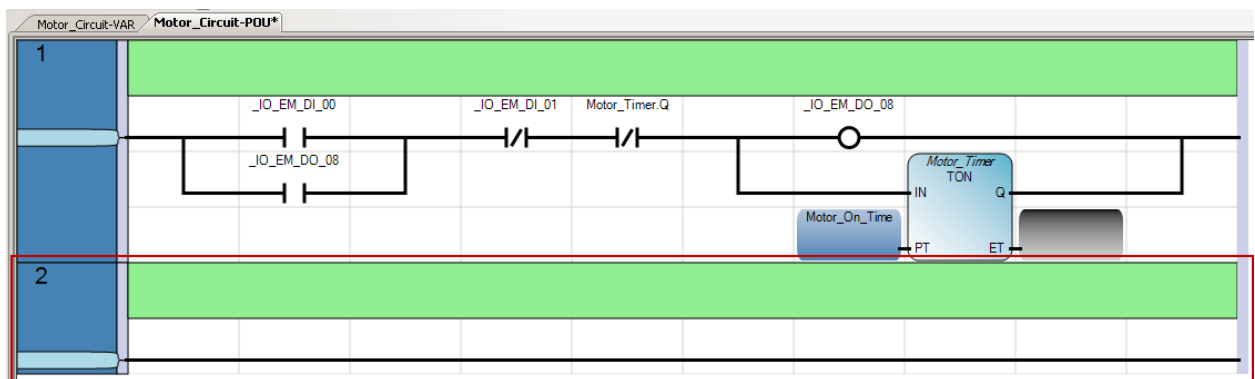 Motor_Circuit-VAR Motor_Circuit-POU*
1
_IO_EM_DI_00 _IO_EM_DI_01 Motor_Timer.Q _IO_EM_DO_08
_IO_EM_DO_08
Motor_Timer
TON
IN Q
Motor_On_Time
PT ET
2